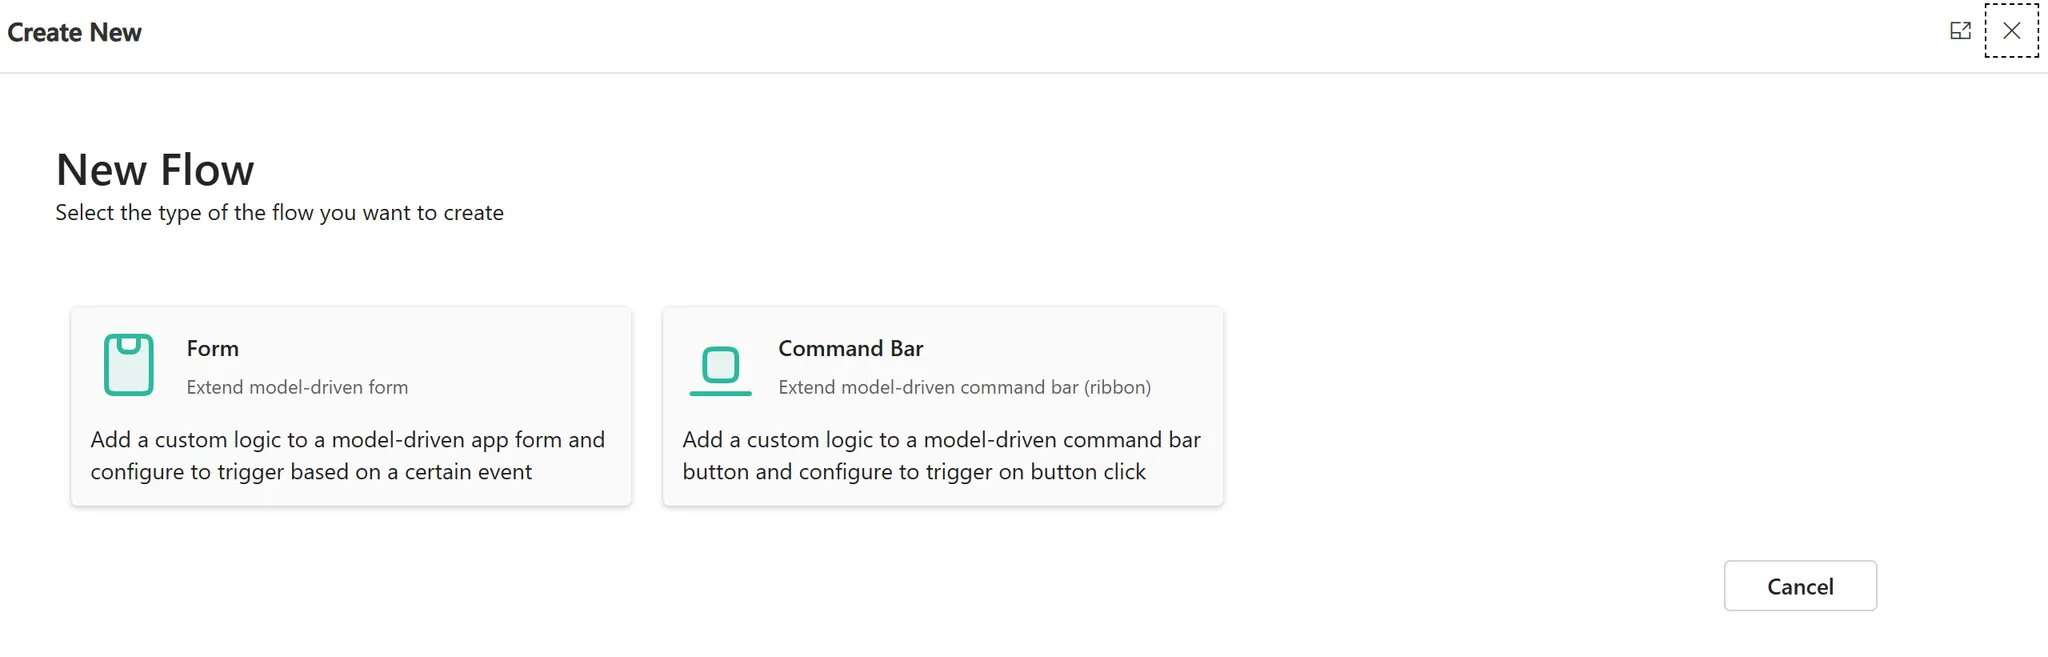 Create New
New Flow
Select the type of the flow you want to create
Form
Extend model-driven form
Add a custom logic to a model-driven app form and
configure to trigger based on a certain event
Command Bar
Extend model-driven command bar (ribbon)
Add a custom logic to a model-driven command bar
button and configure to trigger on button click
Cancel